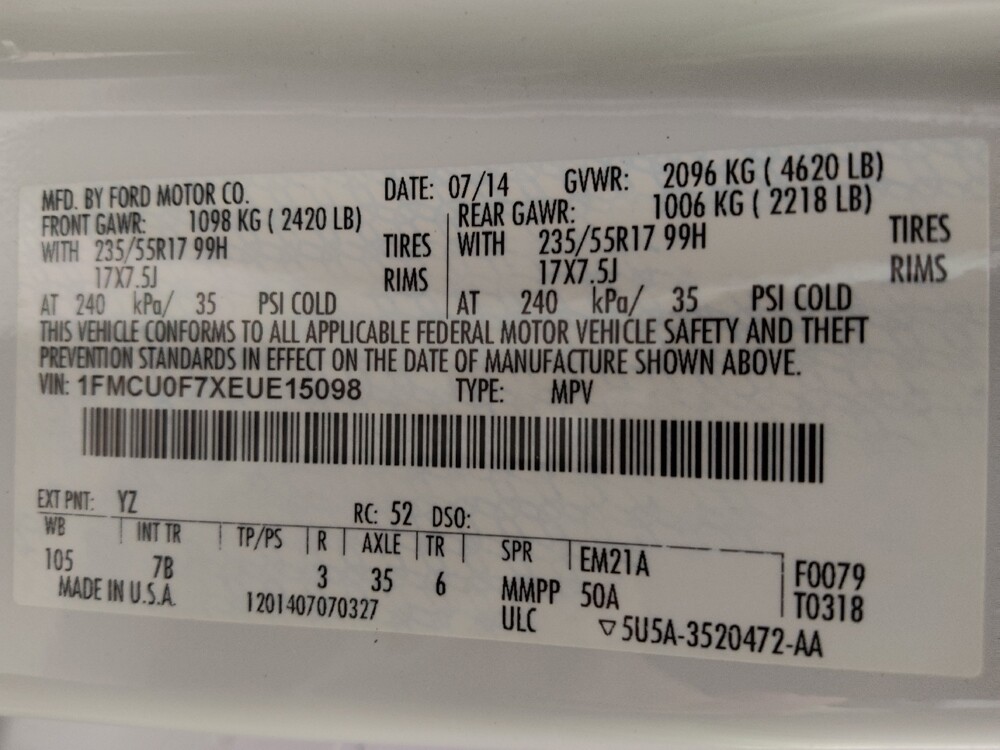 MFD. BY FORD MOTOR CO. DATE: 07/14 GVWR: 2096 KG ( 4620 LB)
FRONT GAWR: 1098 KG ( 2420 LB) REAR GAWR: 1006 KG ( 2218 LB)
WITH 235/55R17 99H TIRES WITH 235/55R17 99H TIRES
17X7.5J RIMS 17X7.5J RIMS
AT 240 kPa/ 35 PSI COLD AT 240 kPa/ 35 PSI COLD
THIS VEHICLE CONFORMS TO ALL APPLICABLE FEDERAL MOTOR VEHICLE SAFETY AND THEFT
PREVENTION STANDARDS IN EFFECT ON THE DATE OF MANUFACTURE SHOWN ABOVE.
VIN: 1FMCU0F7XEUE15098 TYPE: MPV
EXT PNT: YZ RC: 52 DSO:
WB INT TR TP/PS R AXLE TR SPR EM21A F0079
105 7B 3 35 6 MMPP 50A T0318
MADE IN U.S.A. 1201407070327 ULC ▽5U5A-3520472-AA